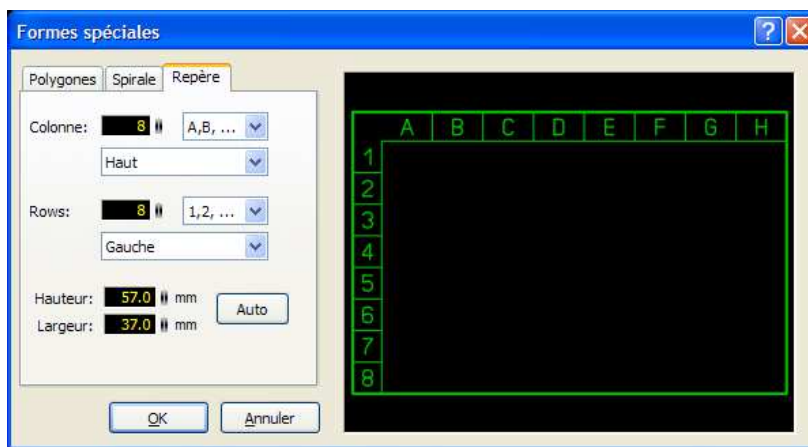 Formes spéciales
Polygones Spirale Repère
Colonne: 8 A,B, ...
Haut
Rows: 8 1,2, ...
Gauche
Hauteur: 57.0 mm
Largeur: 37.0 mm
Auto
OK Annuler
A B C D E F G H
1
2
3
4
5
6
7
8